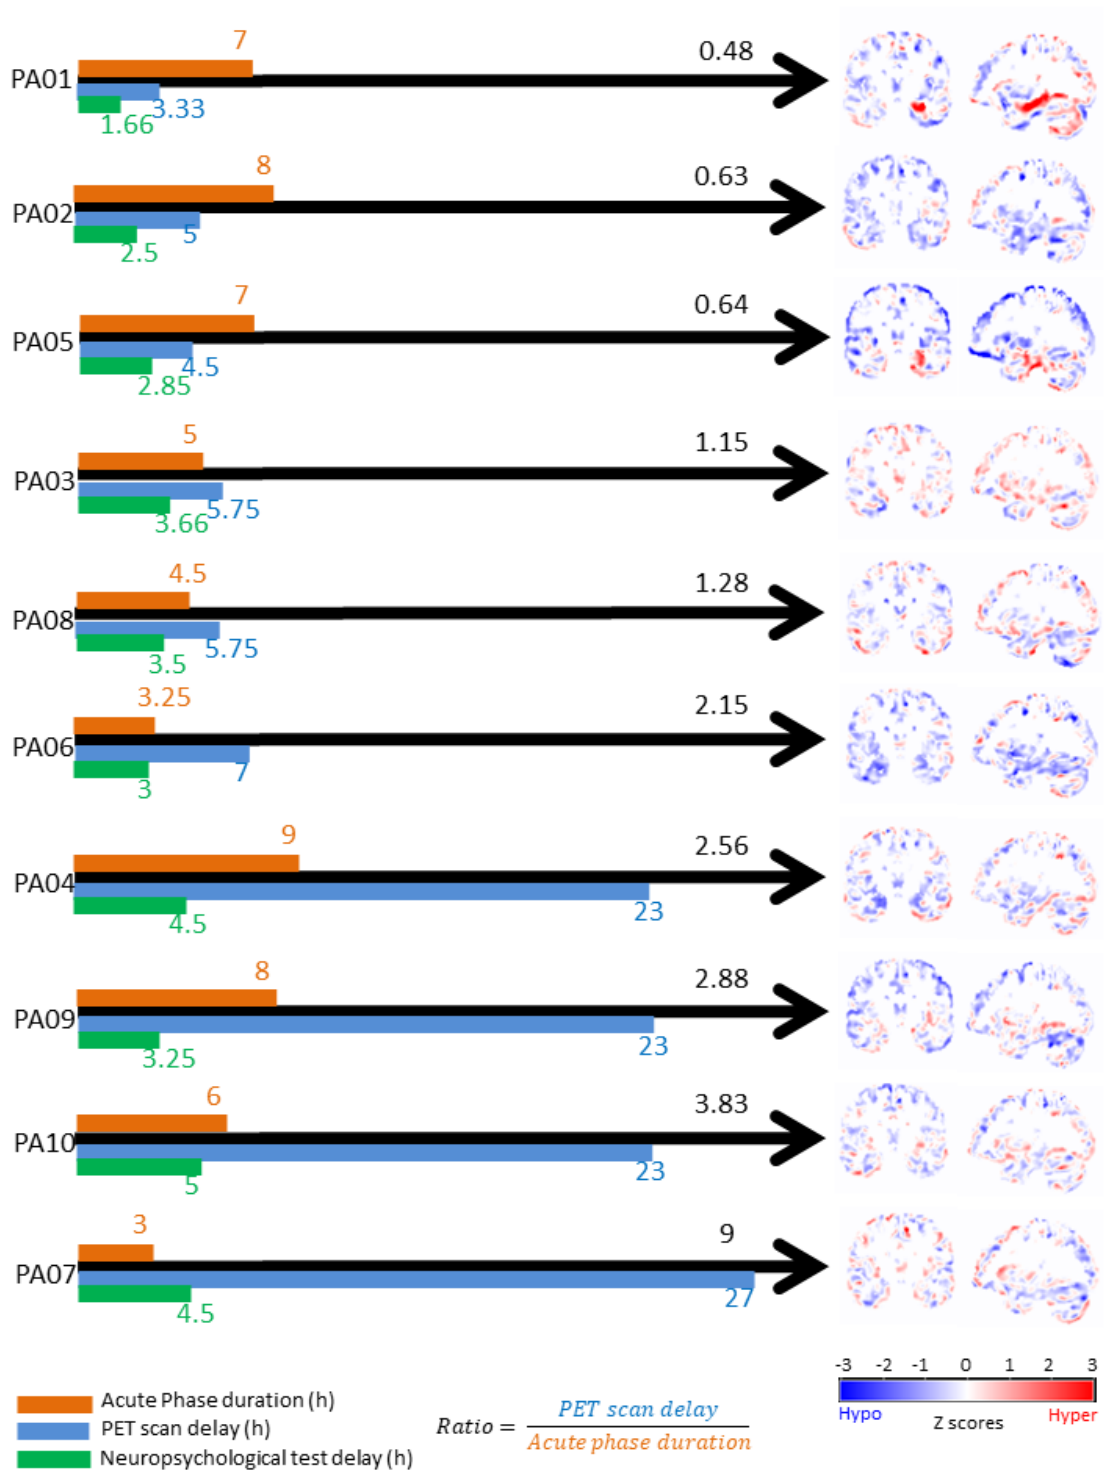 7
0.48
PA01
3.33
1.66
8
0.63
PA02
5
2.5
7
0.64
PA05
4.5
2.85
5
1.15
PA03
5.75
3.66
4.5
1.28
PA08
5.75
3.5
3.25
2.15
PA06
7
3
9
2.56
PA04
23
4.5
8
2.88
PA09
23
3.25
6
3.83
PA10
23
5
3
9
PA07
27
4.5
-3 -2 -1 0 1 2 3
Hypo Z scores Hyper
Acute Phase duration (h)
PET scan delay (h)
Neuropsychological test delay (h)
Ratio = PET scan delay
Acute phase duration